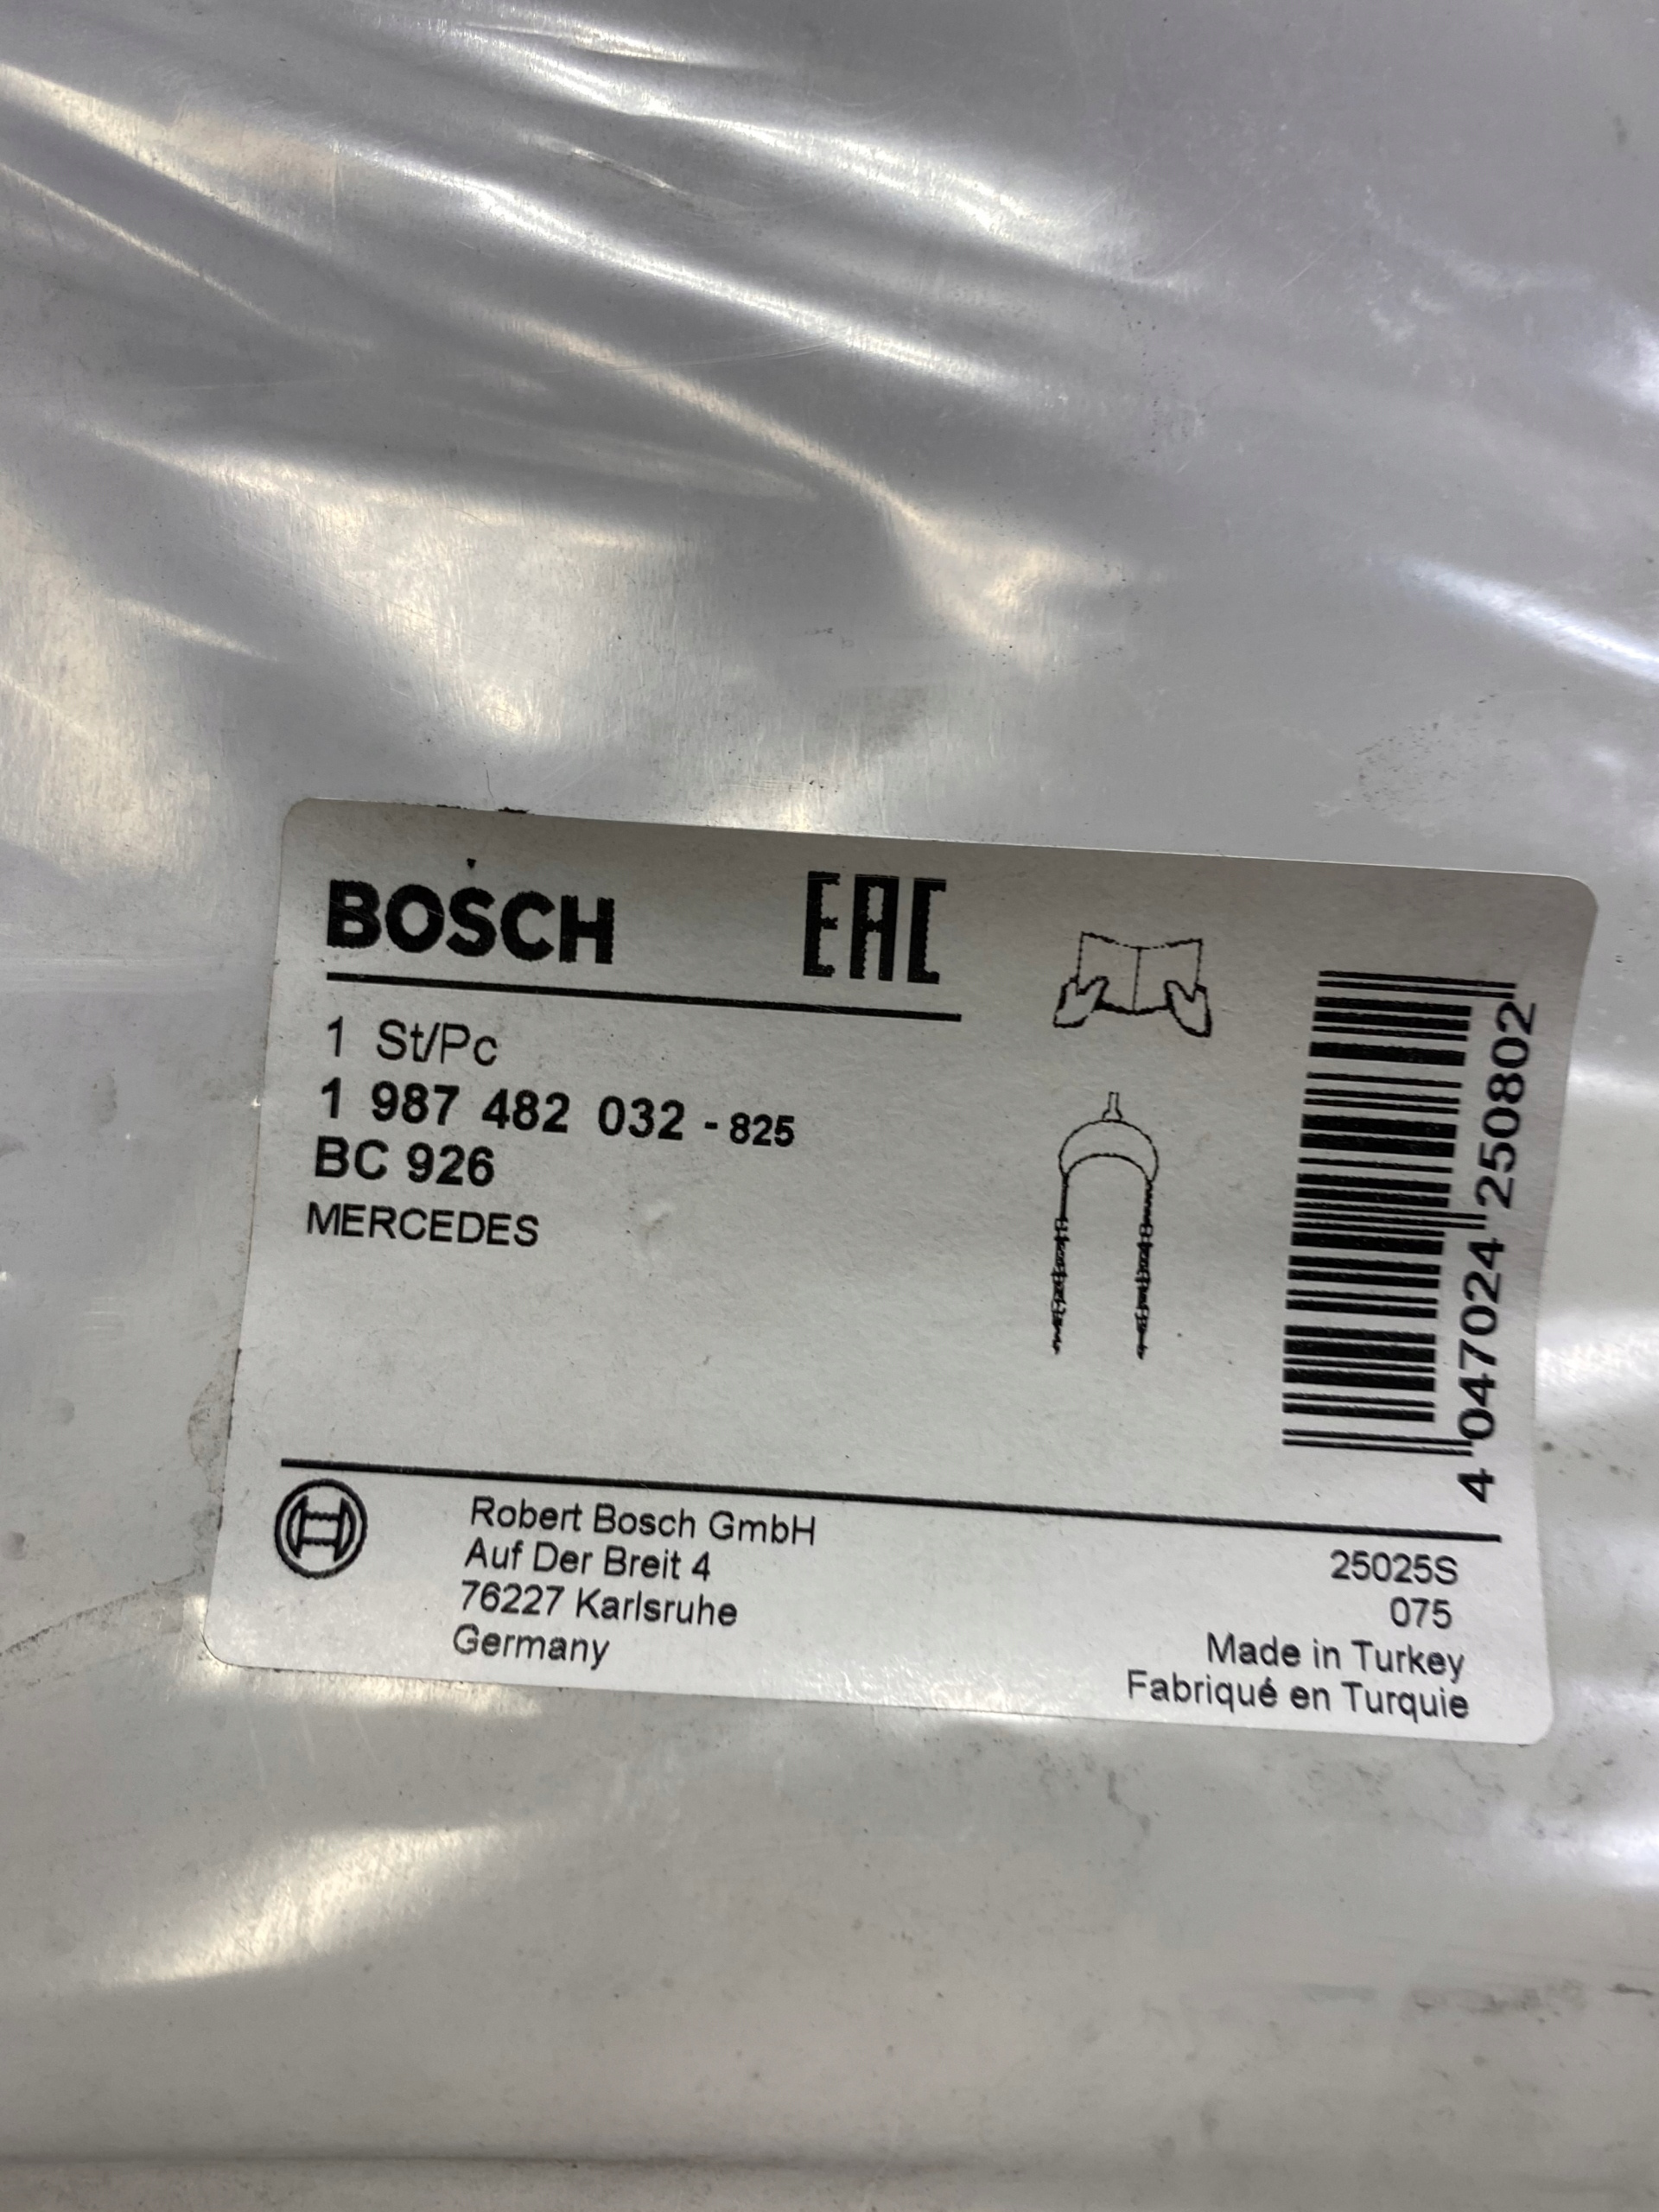 BOSCH EAC
1 St/Pc
1 987 482 032 - 825
BC 926
MERCEDES
4 047024 250802
Robert Bosch GmbH
Auf Der Breit 4
76227 Karlsruhe
Germany
25025S
075
Made in Turkey
Fabriqué en Turquie